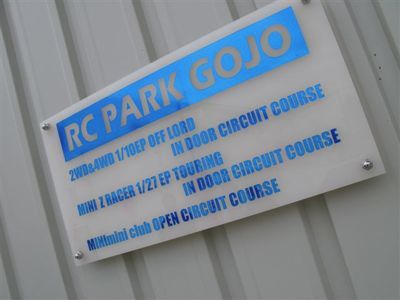 RC PARK GOJO
2WD&4WD 1/10EP OFF LORD
IN DOOR CIRCUIT COURSE
MINI Z RACER 1/27 EP TOURING
IN DOOR CIRCUIT COURSE
MINImini club OPEN CIRCUIT COURSE